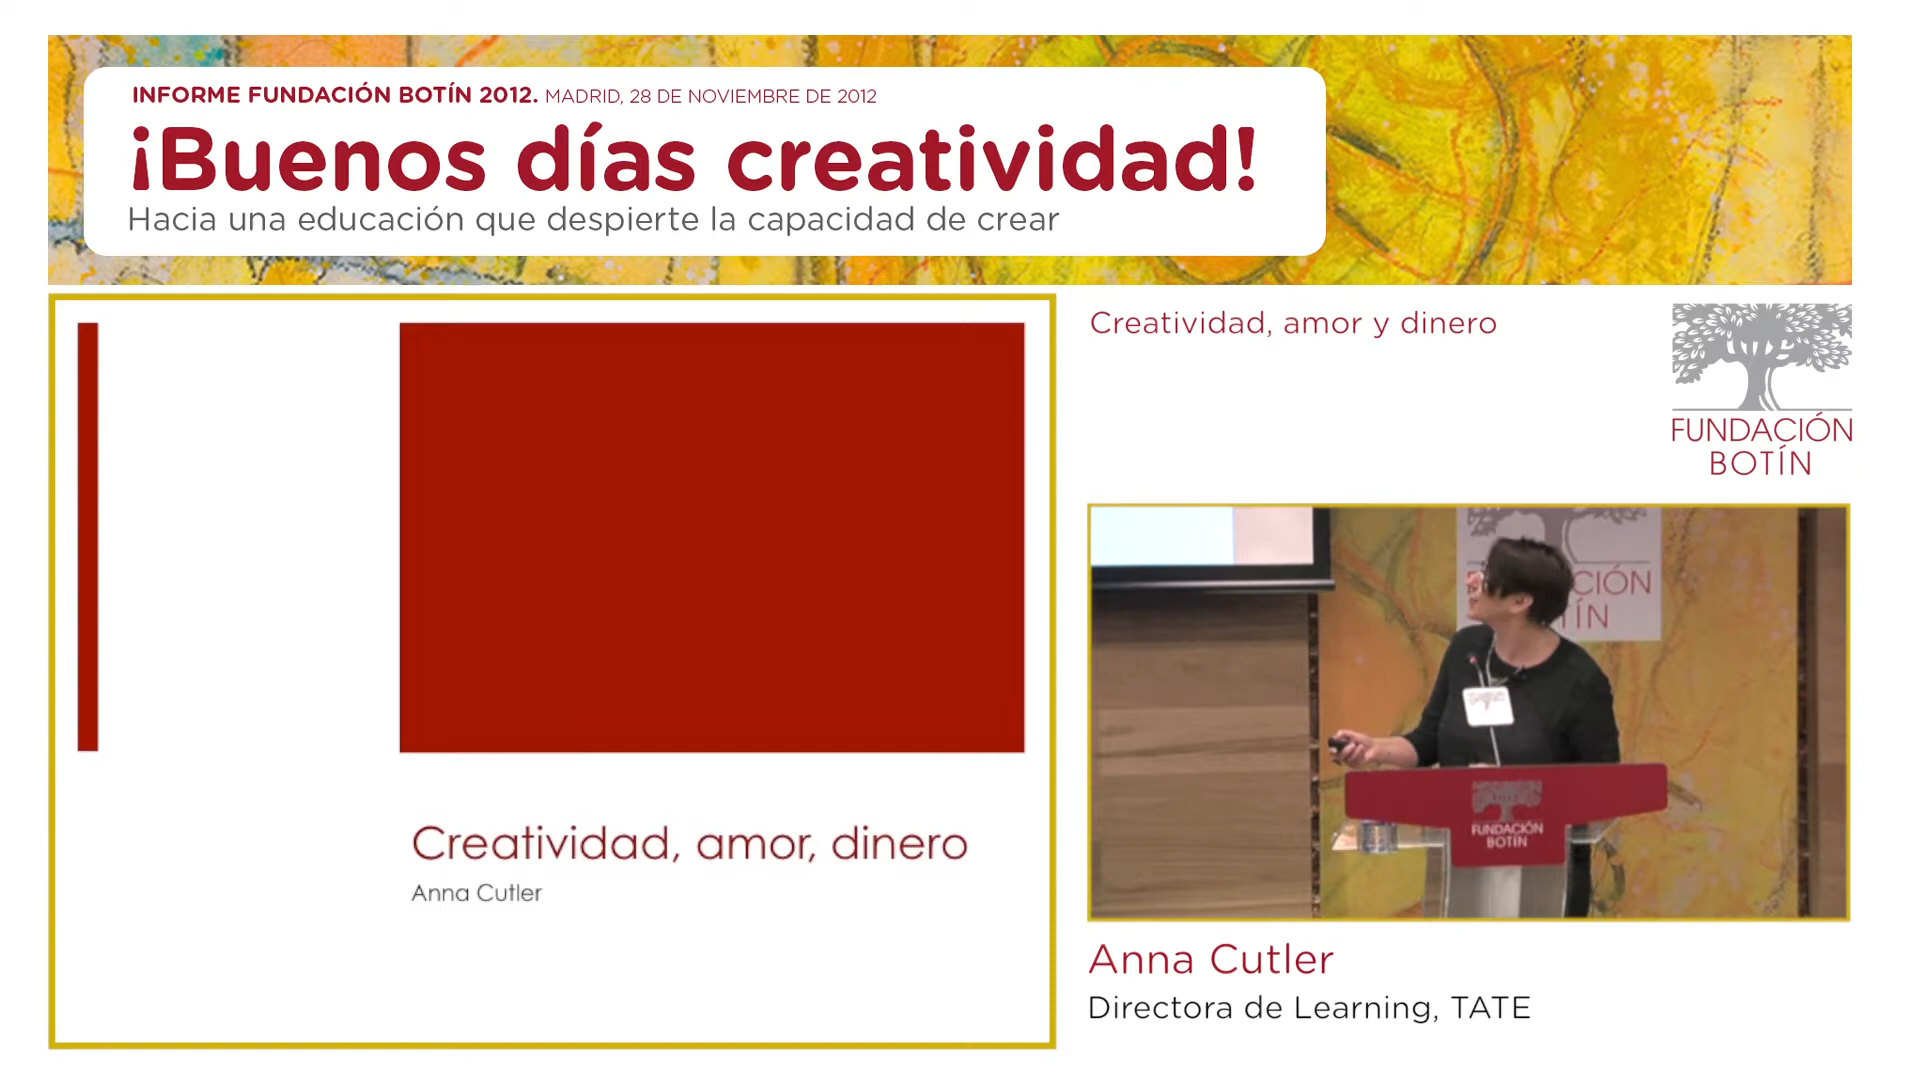 INFORME FUNDACIÓN BOTÍN 2012. MADRID, 28 DE NOVIEMBRE DE 2012
¡Buenos días creatividad!
Hacia una educación que despierte la capacidad de crear
Creatividad, amor, dinero
Anna Cutler
Creatividad, amor y dinero
FUNDACIÓN
BOTÍN
CIÓN
TÍN
FUNDACIÓN
BOTÍN
Anna Cutler
Directora de Learning, TATE